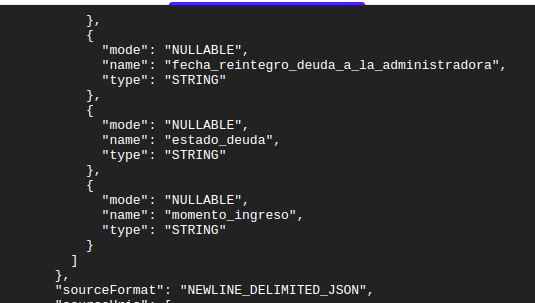 },
{
"mode": "NULLABLE",
"name": "fecha_reintegro_deuda_a_la_administradora",
"type": "STRING"
},
{
"mode": "NULLABLE",
"name": "estado_deuda",
"type": "STRING"
},
{
"mode": "NULLABLE",
"name": "momento_ingreso",
"type": "STRING"
}
]
},
"sourceFormat": "NEWLINE_DELIMITED_JSON",